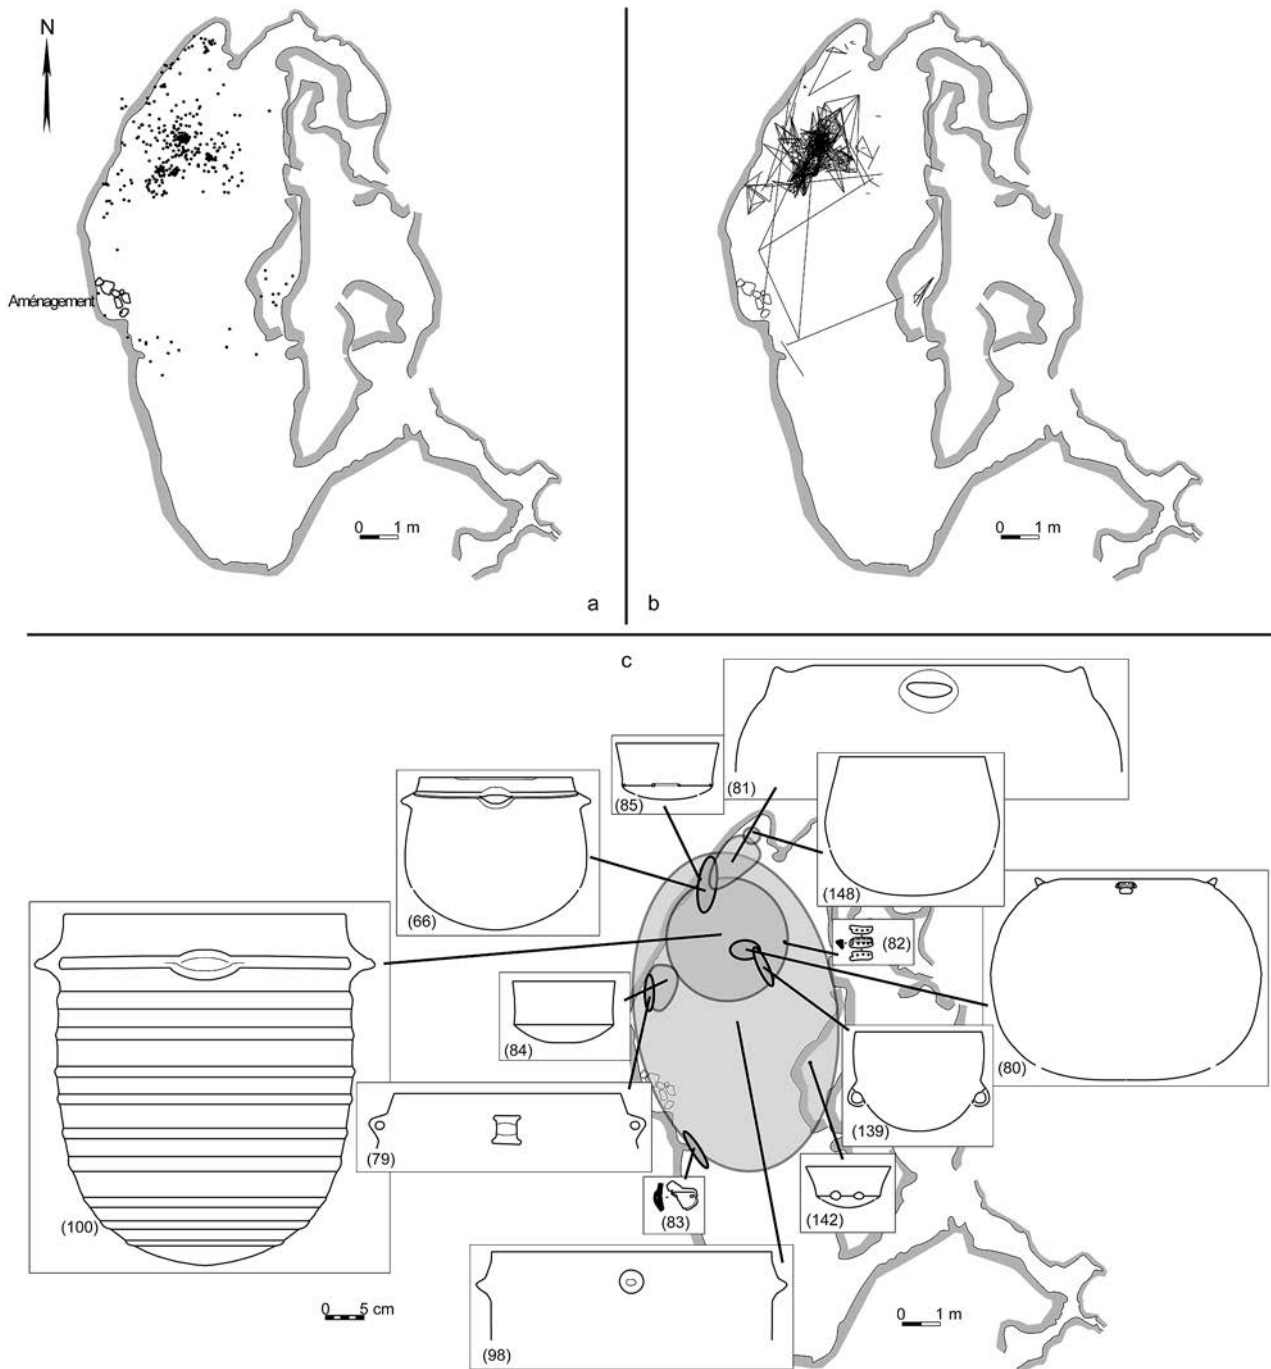 N
Aménagement
0 1 m
a
b
0 1 m
c
(85)
(81)
(66)
(148)
(82)
(84)
(80)
(79)
(139)
(100)
(83)
(142)
0 5 cm
(98)
0 1 m